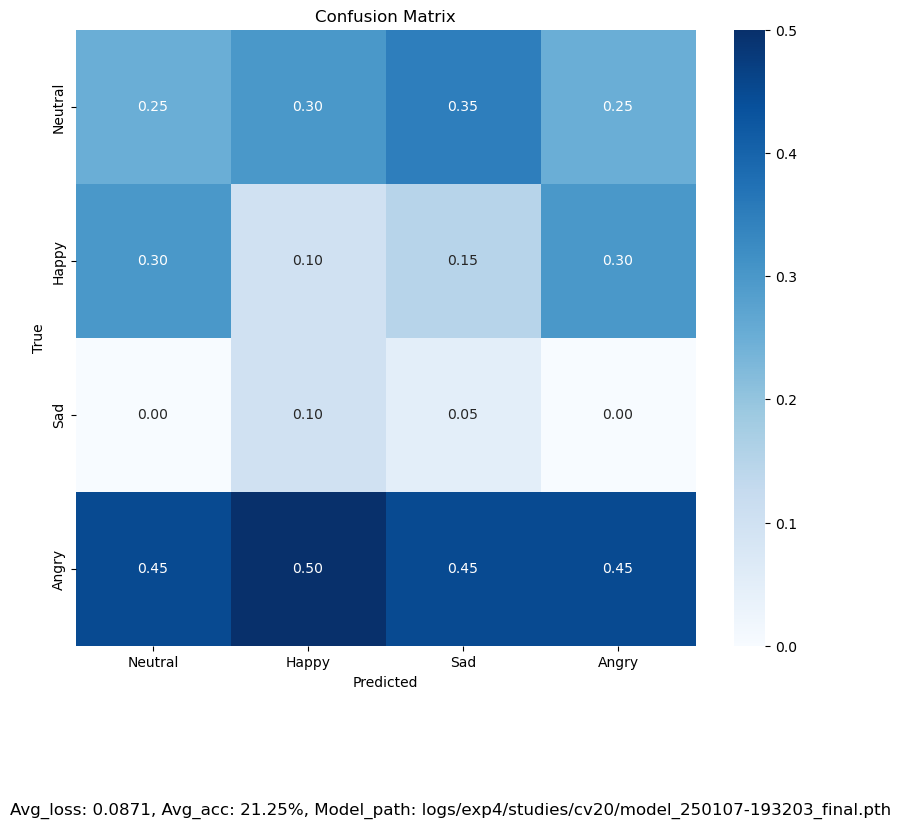 Confusion Matrix
Neutral 0.25 0.30 0.35 0.25
Happy 0.30 0.10 0.15 0.30
Sad 0.00 0.10 0.05 0.00
Angry 0.45 0.50 0.45 0.45
True
Neutral Happy Sad Angry
Predicted
0.5
0.4
0.3
0.2
0.1
0.0
Avg_loss: 0.0871, Avg_acc: 21.25%, Model_path: logs/exp4/studies/cv20/model_250107-193203_final.pth